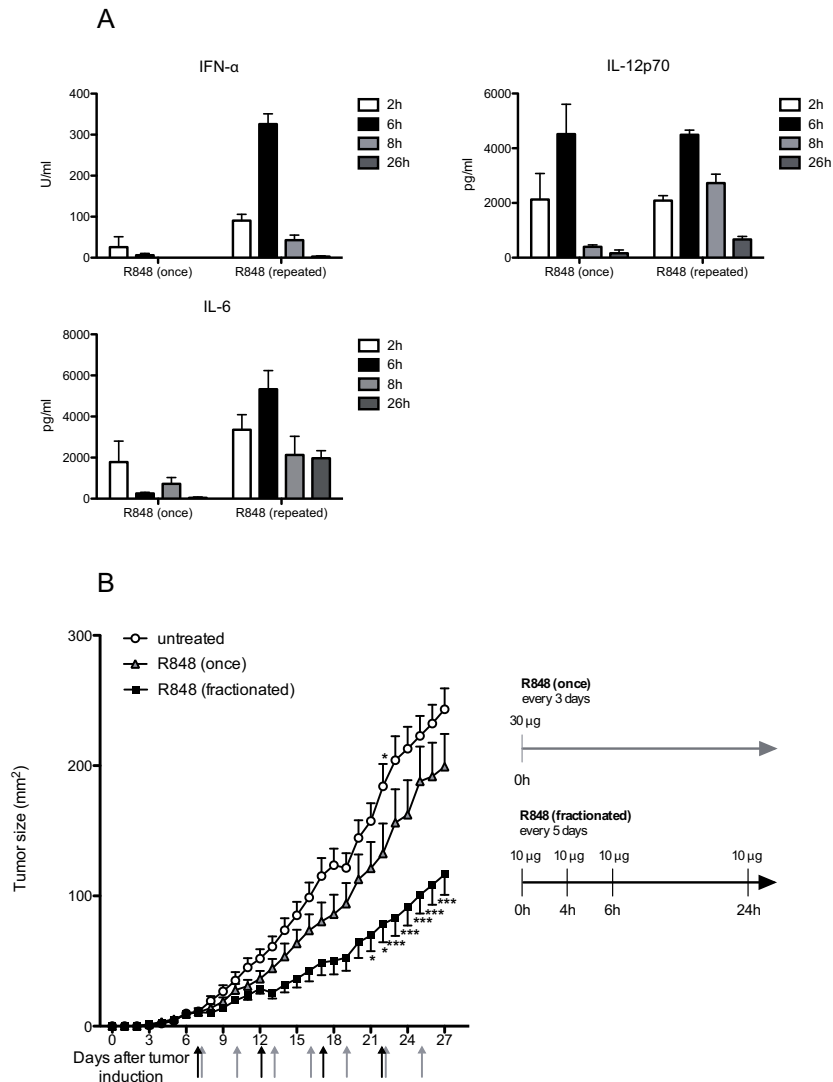 A
IFN-α
400
300
200
100
0
U/ml
R848 (once)
R848 (repeated)
2h
6h
8h
26h
IL-12p70
6000
4000
2000
0
pg/ml
R848 (once)
R848 (repeated)
2h
6h
8h
26h
IL-6
8000
6000
4000
2000
0
pg/ml
R848 (once)
R848 (repeated)
2h
6h
8h
26h
B
300
200
100
0
Tumor size (mm²)
untreated
R848 (once)
R848 (fractionated)
*
*
*
***
***
***
***
***
0 3 6 9 12 15 18 21 24 27
Days after tumor
induction
R848 (once)
every 3 days
30 µg
0h
R848 (fractionated)
every 5 days
10 µg 10 µg 10 µg 10 µg
0h 4h 6h 24h